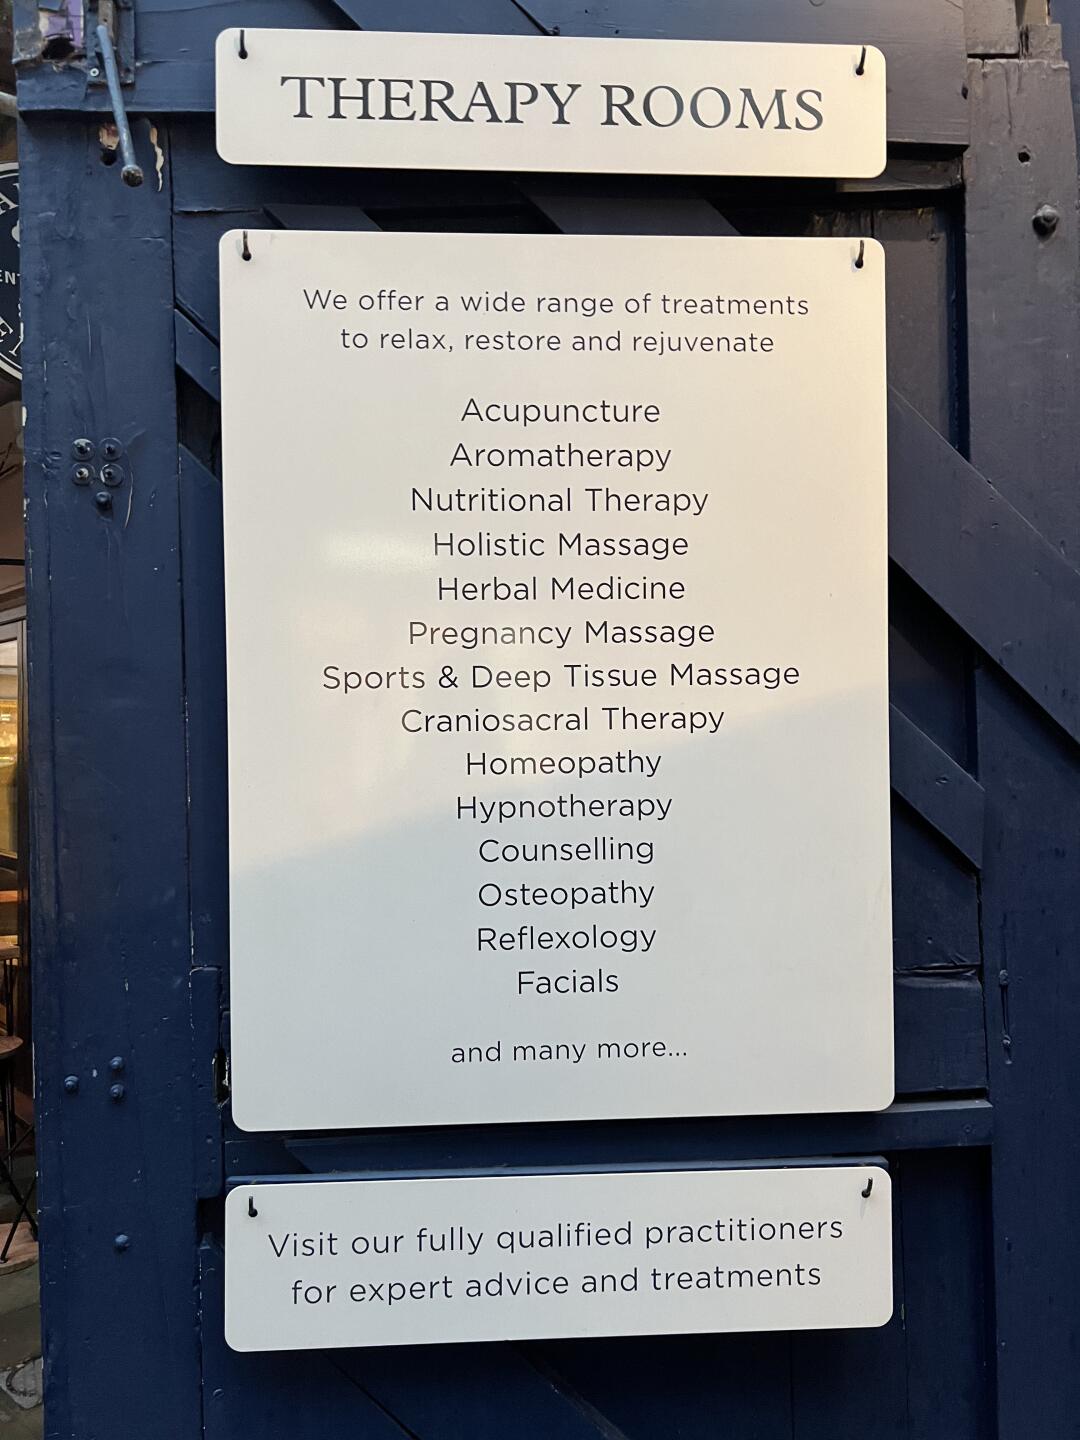 THERAPY ROOMS
We offer a wide range of treatments
to relax, restore and rejuvenate
Acupuncture
Aromatherapy
Nutritional Therapy
Holistic Massage
Herbal Medicine
Pregnancy Massage
Sports & Deep Tissue Massage
Craniosacral Therapy
Homeopathy
Hypnotherapy
Counselling
Osteopathy
Reflexology
Facials
and many more...
Visit our fully qualified practitioners
for expert advice and treatments